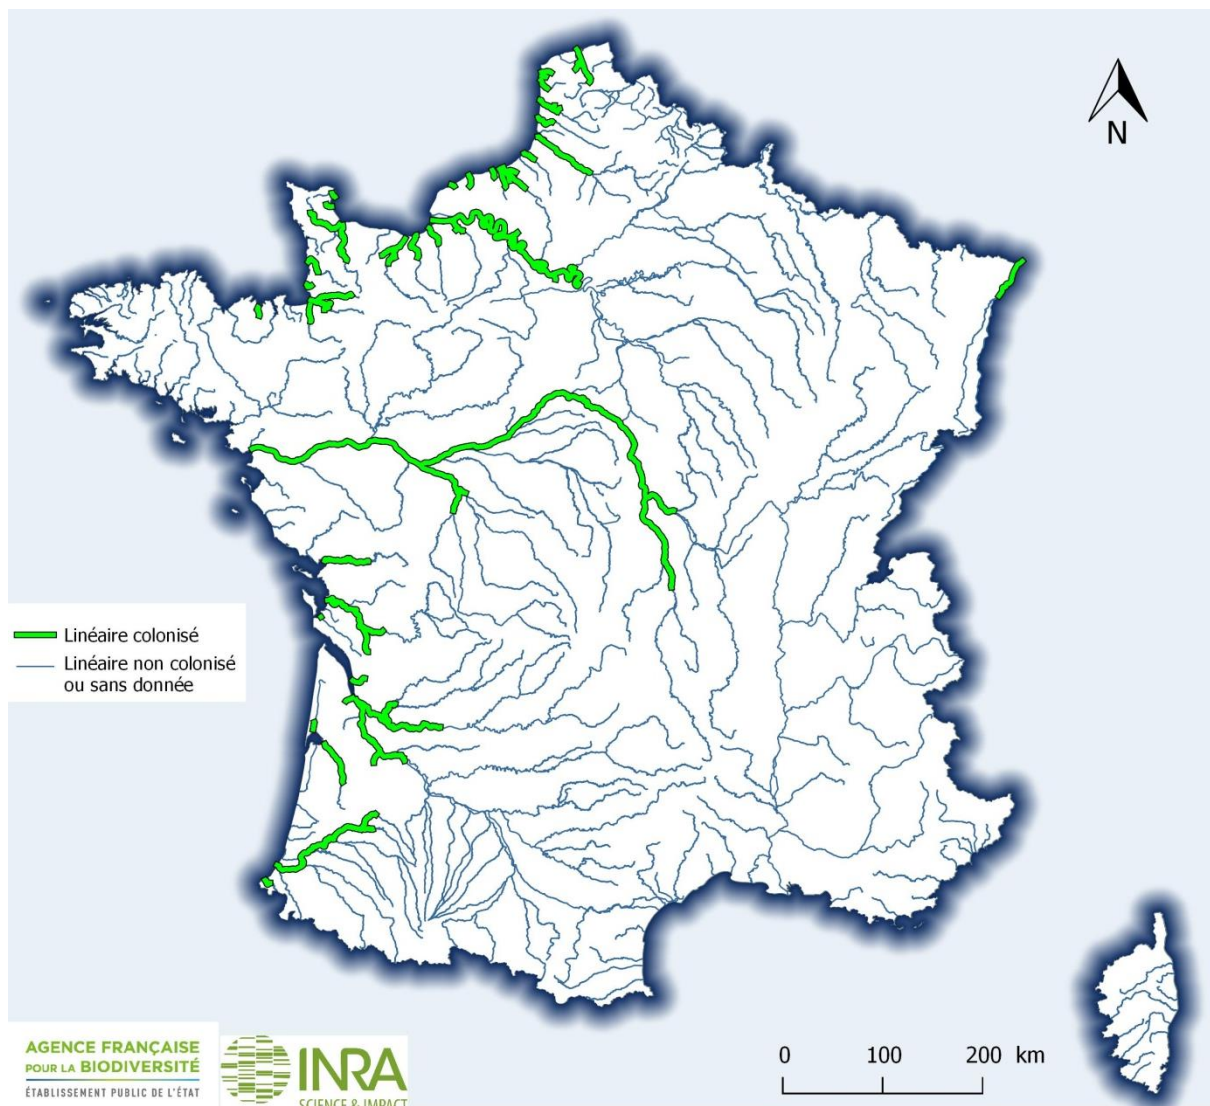 N
Linéaire colonisé
Linéaire non colonisé
ou sans donnée
AGENCE FRANÇAISE
POUR LA BIODIVERSITÉ
ÉTABLISSEMENT PUBLIC DE L'ÉTAT
INRA
SCIENCE & IMPACT
0 100 200 km